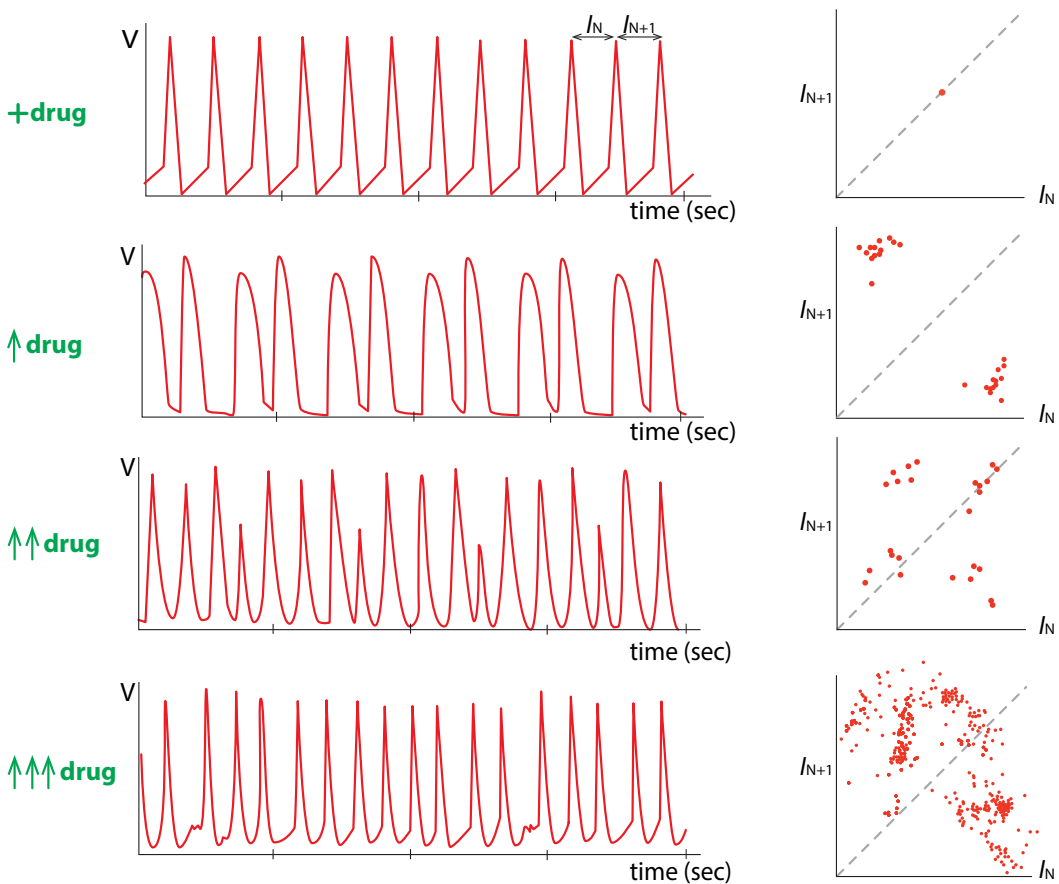 V
I_N I_N+1
+drug
time (sec)
I_N+1
I_N
V
↑drug
time (sec)
I_N+1
I_N
V
↑↑drug
time (sec)
I_N+1
I_N
V
↑↑↑drug
time (sec)
I_N+1
I_N